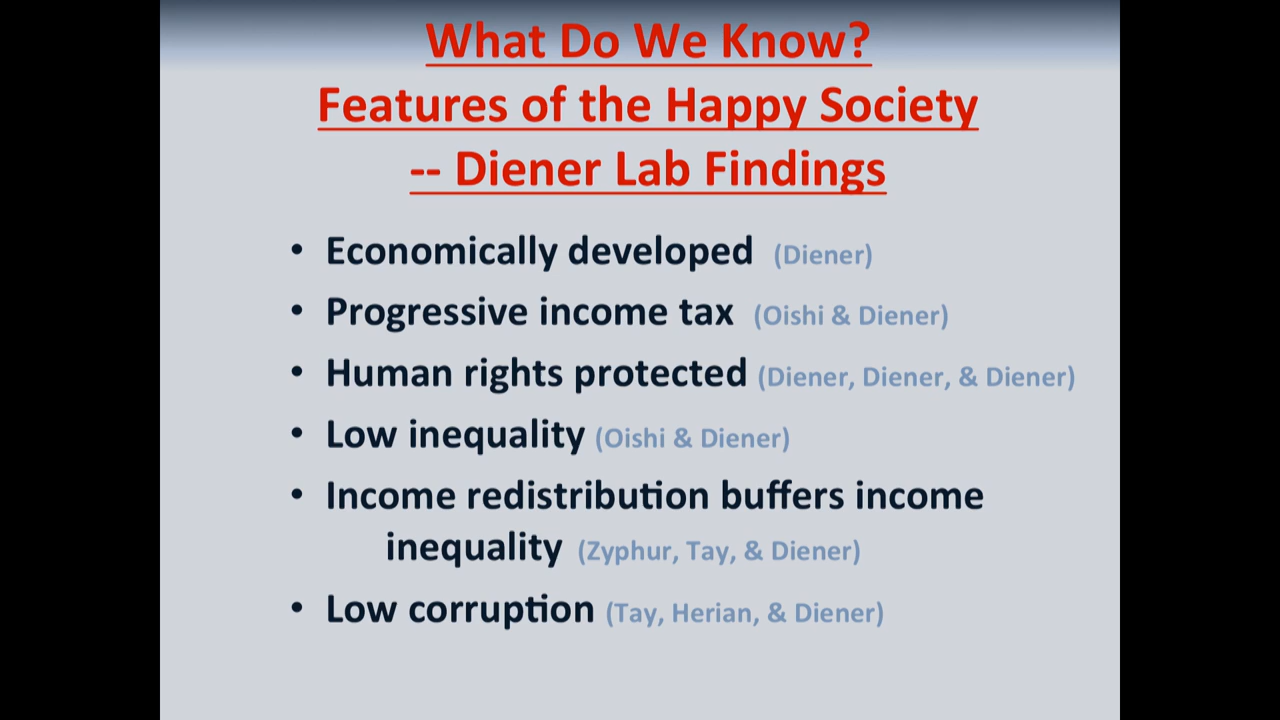 What Do We Know?
Features of the Happy Society
-- Diener Lab Findings
• Economically developed (Diener)
• Progressive income tax (Oishi & Diener)
• Human rights protected (Diener, Diener, & Diener)
• Low inequality (Oishi & Diener)
• Income redistribution buffers income
inequality (Zyphur, Tay, & Diener)
• Low corruption (Tay, Herian, & Diener)